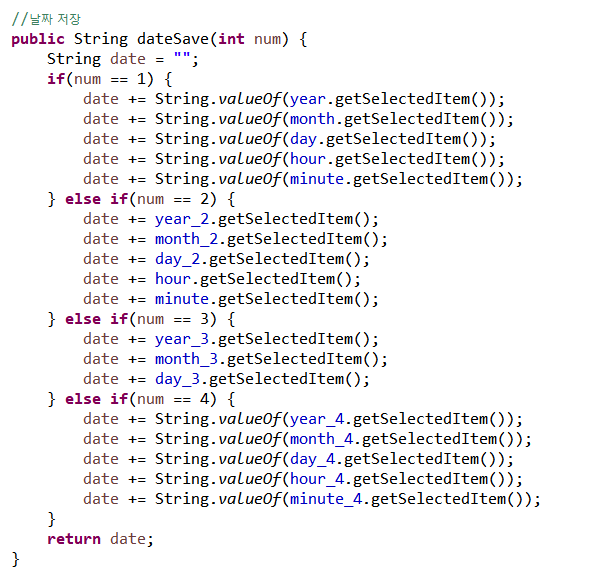 //날짜 저장
public String dateSave(int num) {
    String date = "";
    if(num == 1) {
        date += String.valueOf(year.getSelectedItem());
        date += String.valueOf(month.getSelectedItem());
        date += String.valueOf(day.getSelectedItem());
        date += String.valueOf(hour.getSelectedItem());
        date += String.valueOf(minute.getSelectedItem());
    } else if(num == 2) {
        date += year_2.getSelectedItem();
        date += month_2.getSelectedItem();
        date += day_2.getSelectedItem();
        date += hour.getSelectedItem();
        date += minute.getSelectedItem();
    } else if(num == 3) {
        date += year_3.getSelectedItem();
        date += month_3.getSelectedItem();
        date += day_3.getSelectedItem();
    } else if(num == 4) {
        date += String.valueOf(year_4.getSelectedItem());
        date += String.valueOf(month_4.getSelectedItem());
        date += String.valueOf(day_4.getSelectedItem());
        date += String.valueOf(hour_4.getSelectedItem());
        date += String.valueOf(minute_4.getSelectedItem());
    }
    return date;
}